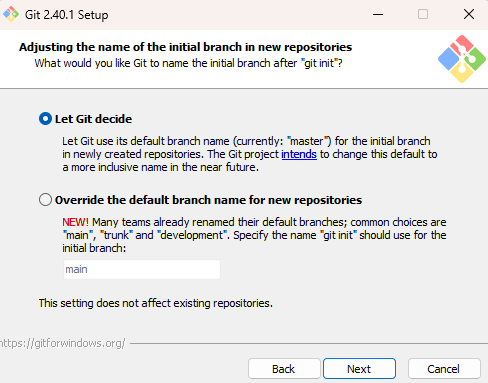 Git 2.40.1 Setup
Adjusting the name of the initial branch in new repositories
What would you like Git to name the initial branch after "git init"?
Let Git decide
Let Git use its default branch name (currently: "master") for the initial branch
in newly created repositories. The Git project intends to change this default to
a more inclusive name in the near future.
Override the default branch name for new repositories
NEW! Many teams already renamed their default branches; common choices are
"main", "trunk" and "development". Specify the name "git init" should use for the
initial branch:
main
This setting does not affect existing repositories.
https://gitforwindows.org/
Back
Next
Cancel